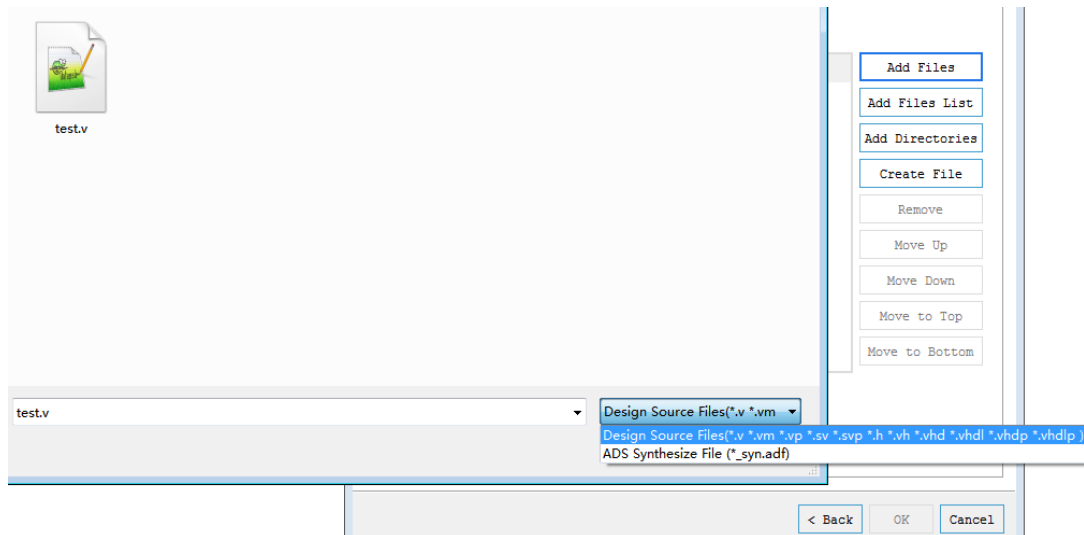 test.v
Add Files
Add Files List
Add Directories
Create File
Remove
Move Up
Move Down
Move to Top
Move to Bottom
test.v
Design Source Files(*.v *.vm
Design Source Files(*.v *.vm *.vp *.sv *.svp *.h *.vh *.vhd *.vhdl *.vhdp *.vhdlp )
ADS Synthesize File (*_syn.adf)
< Back
OK
Cancel